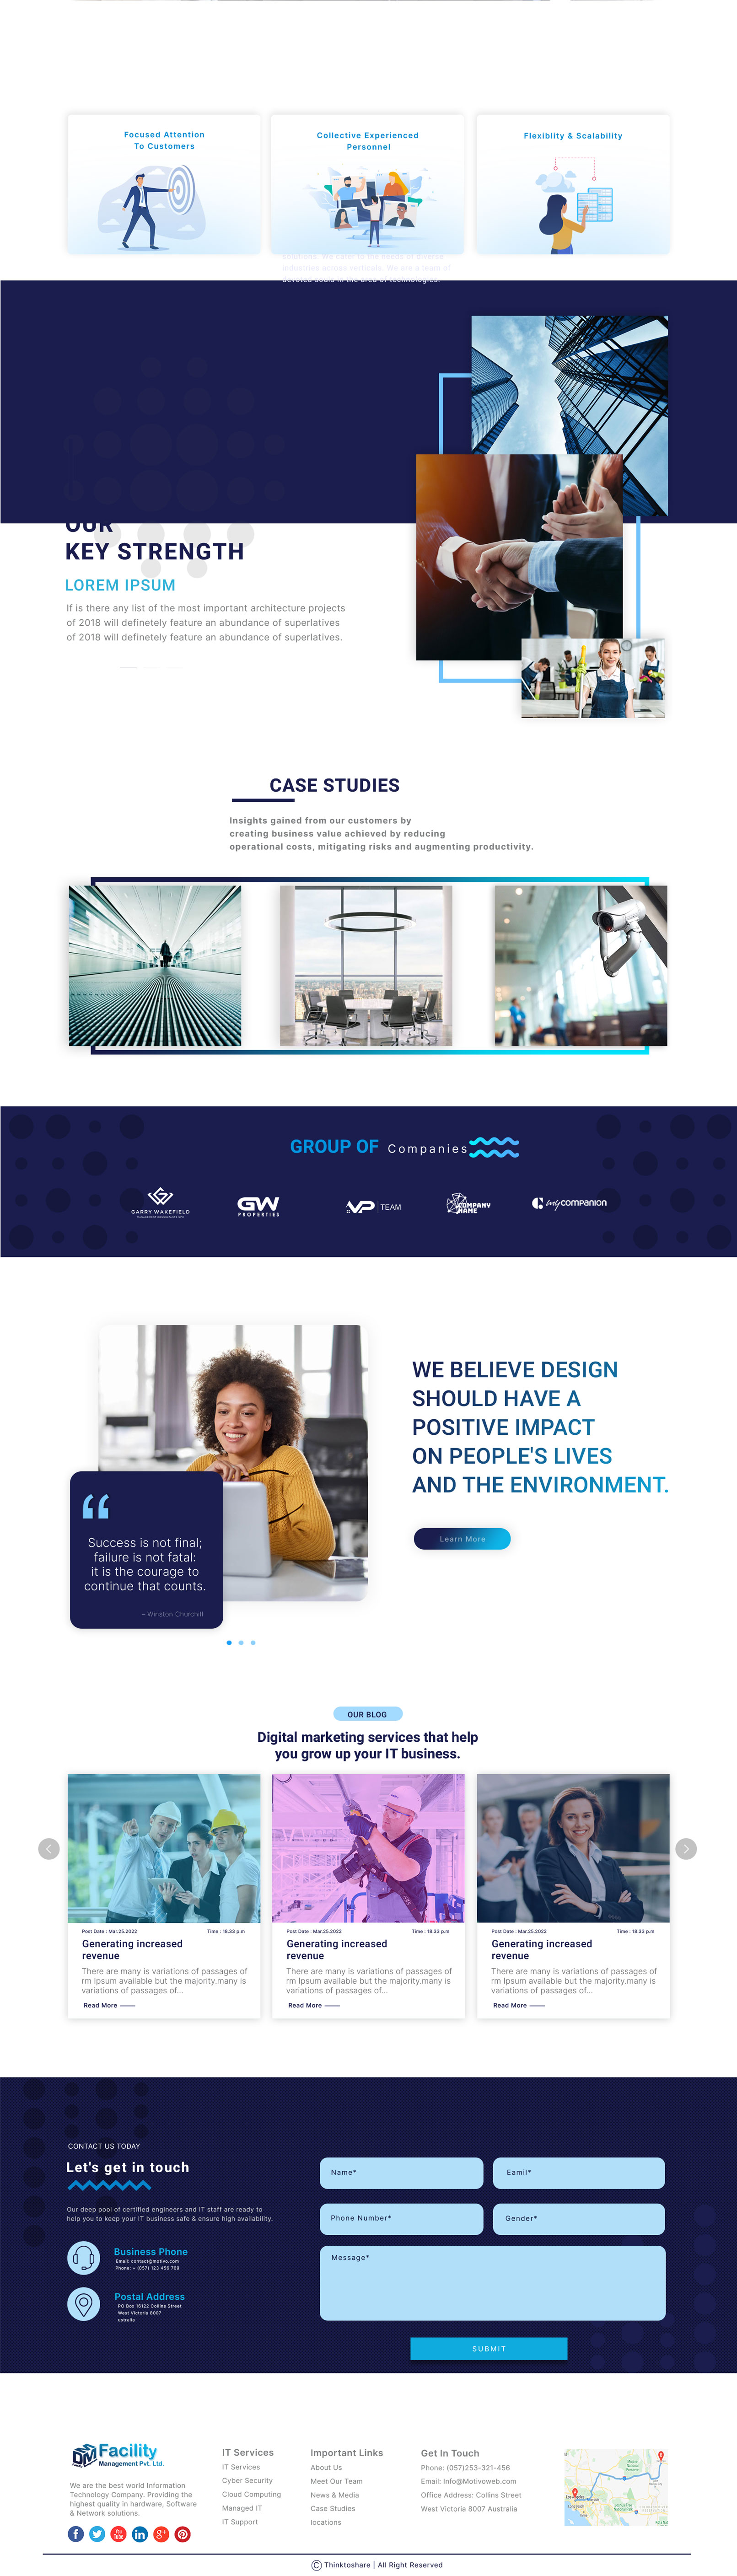 Focused Attention
To Customers
Collective Experienced
Personnel
Flexiblity & Scalability
industries across verticals. We are a team of
devoted souls in the area of technologies.
OUR
KEY STRENGTH
LOREM IPSUM
If is there any list of the most important architecture projects
of 2018 will definetely feature an abundance of superlatives
of 2018 will definetely feature an abundance of superlatives.
CASE STUDIES
Insights gained from our customers by
creating business value achieved by reducing
operational costs, mitigating risks and augmenting productivity.
GROUP OF Companies
GARRY WAKEFIELD
GW
PROPERTIES
VP TEAM
COMPANY
NAME
my companion
WE BELIEVE DESIGN
SHOULD HAVE A
POSITIVE IMPACT
ON PEOPLE'S LIVES
AND THE ENVIRONMENT.
Learn More
“
Success is not final;
failure is not fatal:
it is the courage to
continue that counts.
– Winston Churchill
OUR BLOG
Digital marketing services that help
you grow up your IT business.
Post Date : Mar.25.2022 Time : 18.33 p.m
Generating increased
revenue
There are many is variations of passages of
rm Ipsum available but the majority.many is
variations of passages of...
Read More
Post Date : Mar.25.2022 Time : 18.33 p.m
Generating increased
revenue
There are many is variations of passages of
rm Ipsum available but the majority.many is
variations of passages of...
Read More
Post Date : Mar.25.2022 Time : 18.33 p.m
Generating increased
revenue
There are many is variations of passages of
rm Ipsum available but the majority.many is
variations of passages of...
Read More
CONTACT US TODAY
Let's get in touch
Our deep pool of certified engineers and IT staff are ready to
help you to keep your IT business safe & ensure high availability.
Business Phone
Email: contact@motivo.com
Phone: + (057) 123 456 789
Postal Address
PO Box 16122 Collins Street
West Victoria 8007
ustralia
Name*
Eamil*
Phone Number*
Gender*
Message*
SUBMIT
DM Facility
Management Pvt. Ltd.
We are the best world Information
Technology Company. Providing the
highest quality in hardware, Software
& Network solutions.
IT Services
IT Services
Cyber Security
Cloud Computing
Managed IT
IT Support
Important Links
About Us
Meet Our Team
News & Media
Case Studies
locations
Get In Touch
Phone: (057)253-321-456
Email: Info@Motivoweb.com
Office Address: Collins Street
West Victoria 8007 Australia
© Thinktoshare | All Right Reserved